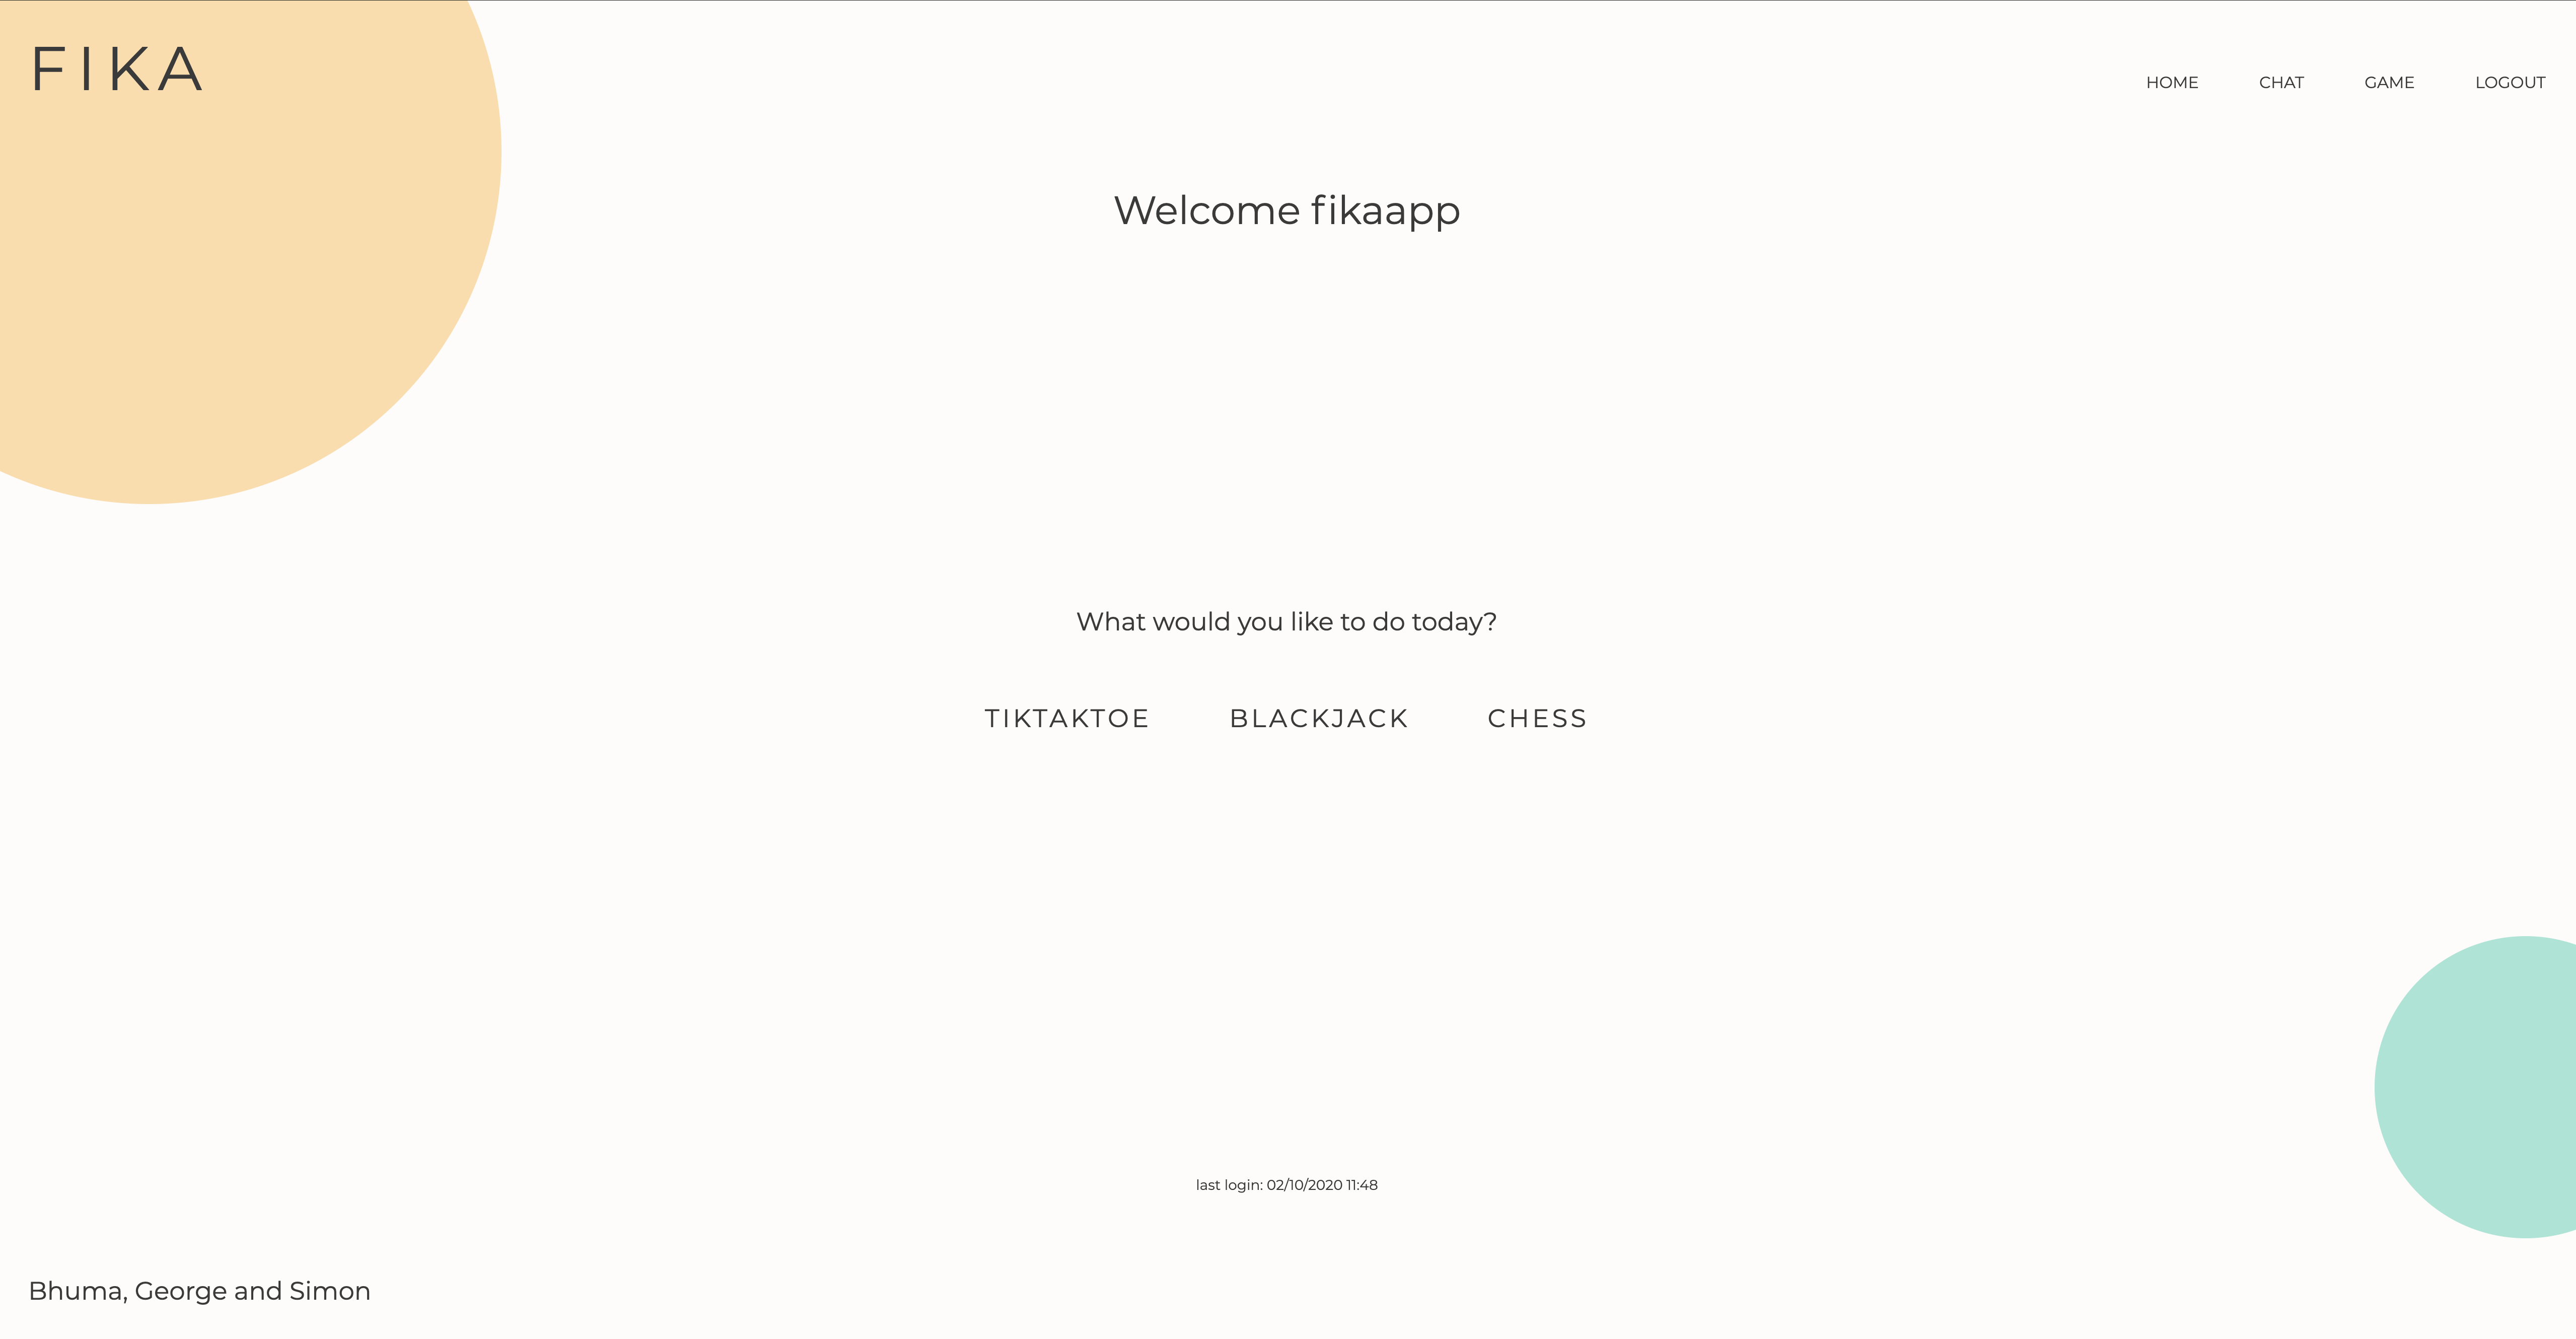 FIKA
HOME CHAT GAME LOGOUT
Welcome fikaapp
What would you like to do today?
TIKTAKTOE BLACKJACK CHESS
last login: 02/10/2020 11:48
Bhuma, George and Simon